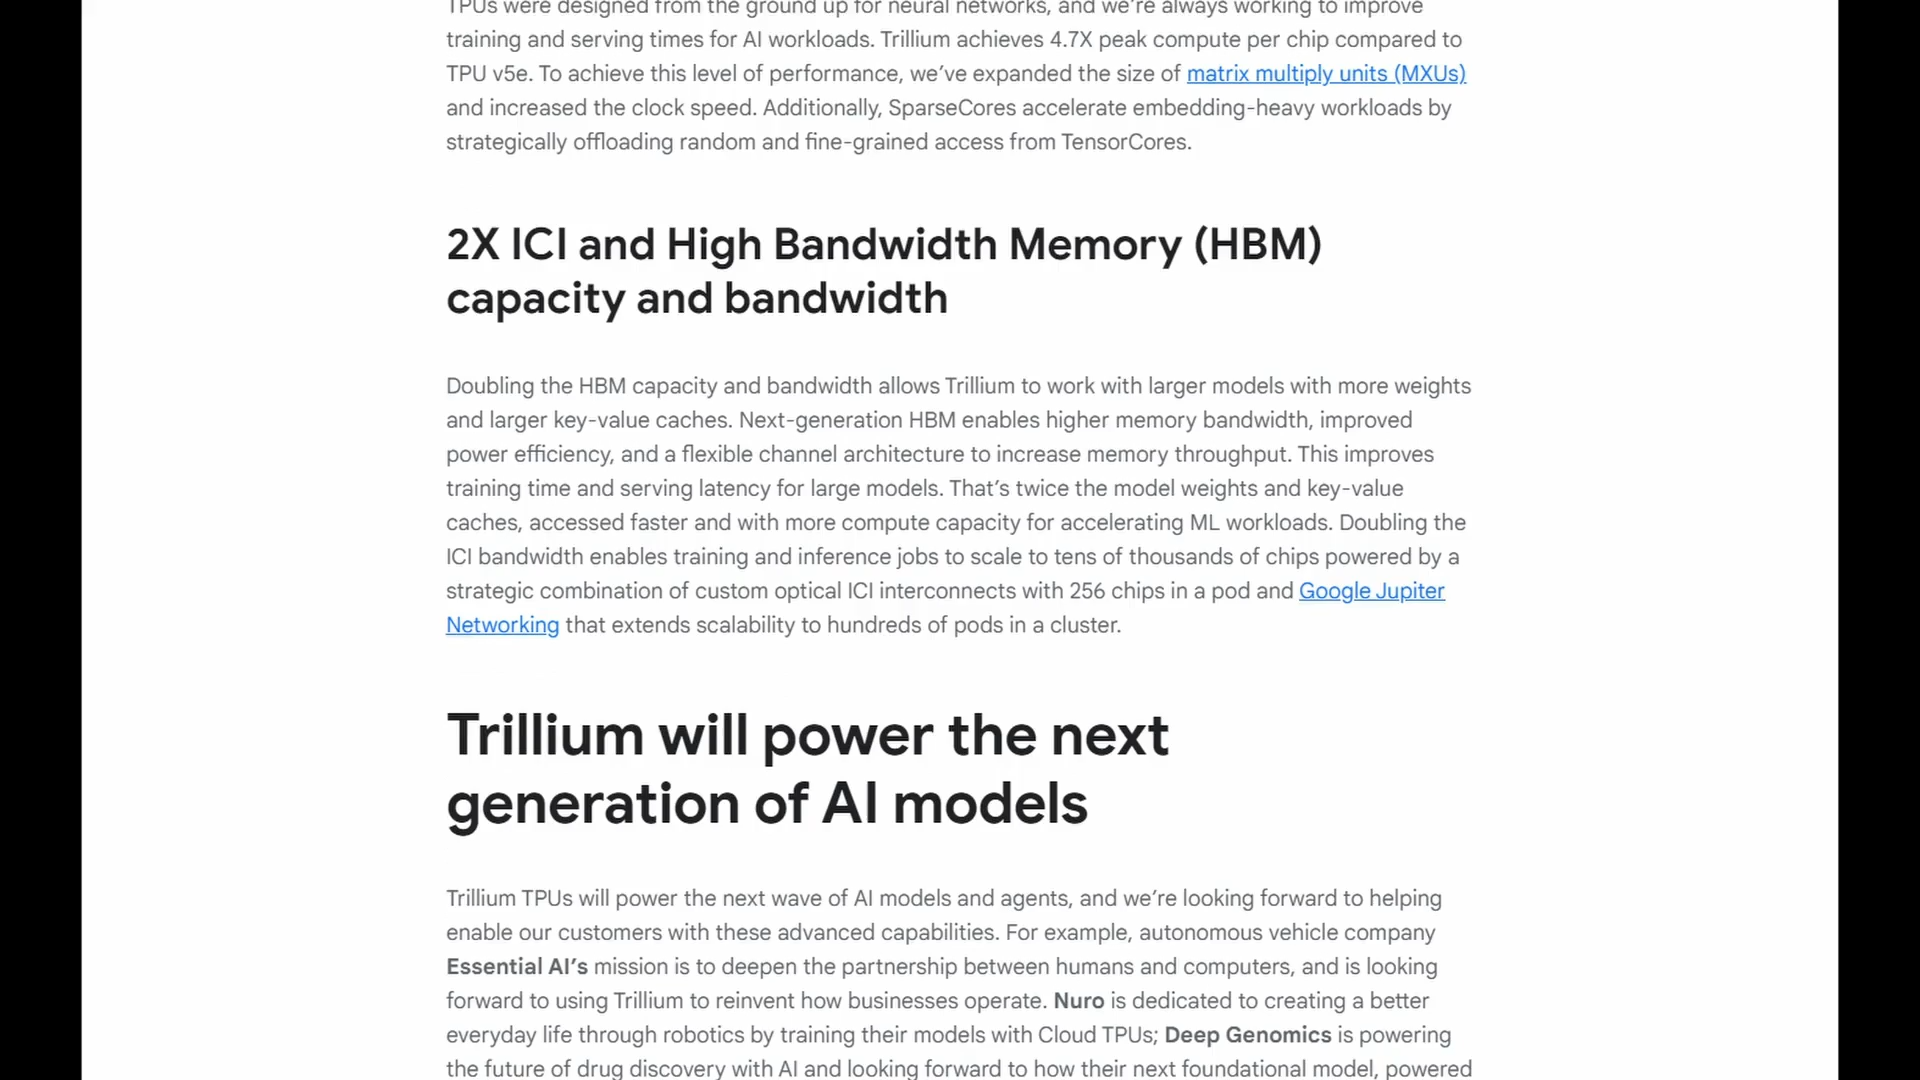 TPUs were designed from the ground up for neural networks, and we’re always working to improve
training and serving times for AI workloads. Trillium achieves 4.7X peak compute per chip compared to
TPU v5e. To achieve this level of performance, we’ve expanded the size of matrix multiply units (MXUs)
and increased the clock speed. Additionally, SparseCores accelerate embedding-heavy workloads by
strategically offloading random and fine-grained access from TensorCores.
2X ICI and High Bandwidth Memory (HBM)
capacity and bandwidth
Doubling the HBM capacity and bandwidth allows Trillium to work with larger models with more weights
and larger key-value caches. Next-generation HBM enables higher memory bandwidth, improved
power efficiency, and a flexible channel architecture to increase memory throughput. This improves
training time and serving latency for large models. That’s twice the model weights and key-value
caches, accessed faster and with more compute capacity for accelerating ML workloads. Doubling the
ICI bandwidth enables training and inference jobs to scale to tens of thousands of chips powered by a
strategic combination of custom optical ICI interconnects with 256 chips in a pod and Google Jupiter
Networking that extends scalability to hundreds of pods in a cluster.
Trillium will power the next
generation of AI models
Trillium TPUs will power the next wave of AI models and agents, and we’re looking forward to helping
enable our customers with these advanced capabilities. For example, autonomous vehicle company
Essential AI’s mission is to deepen the partnership between humans and computers, and is looking
forward to using Trillium to reinvent how businesses operate. Nuro is dedicated to creating a better
everyday life through robotics by training their models with Cloud TPUs; Deep Genomics is powering
the future of drug discovery with AI and looking forward to how their next foundational model, powered